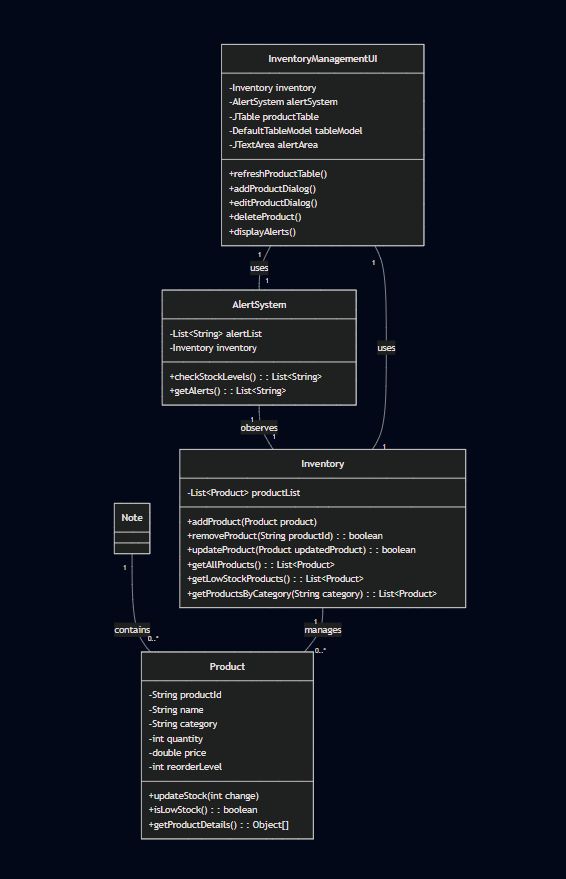 InventoryManagementUI
-Inventory inventory
-AlertSystem alertSystem
-JTable productTable
-DefaultTableModel tableModel
-JTextArea alertArea
+refreshProductTable()
+addProductDialog()
+editProductDialog()
+deleteProduct()
+displayAlerts()
1
1
uses
1
AlertSystem
-List<String> alertList
-Inventory inventory
+checkStockLevels() : : List<String>
+getAlerts() : : List<String>
uses
1
observes
1
1
Inventory
-List<Product> productList
+addProduct(Product product)
+removeProduct(String productId) : : boolean
+updateProduct(Product updatedProduct) : : boolean
+getAllProducts() : : List<Product>
+getLowStockProducts() : : List<Product>
+getProductsByCategory(String category) : : List<Product>
Note
1
contains
0..*
1
manages
0..*
Product
-String productId
-String name
-String category
-int quantity
-double price
-int reorderLevel
+updateStock(int change)
+isLowStock() : : boolean
+getProductDetails() : : Object[]